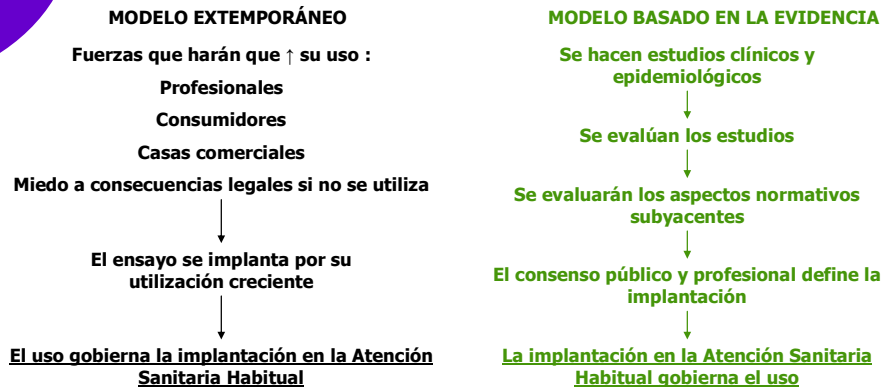 MODELO EXTEMPORÁNEO
Fuerzas que harán que ↑ su uso :
Profesionales
Consumidores
Casas comerciales
Miedo a consecuencias legales si no se utiliza
El ensayo se implanta por su
utilización creciente
El uso gobierna la implantación en la Atención
Sanitaria Habitual
MODELO BASADO EN LA EVIDENCIA
Se hacen estudios clínicos y
epidemiológicos
Se evalúan los estudios
Se evaluarán los aspectos normativos
subyacentes
El consenso público y profesional define la
implantación
La implantación en la Atención Sanitaria
Habitual gobierna el uso